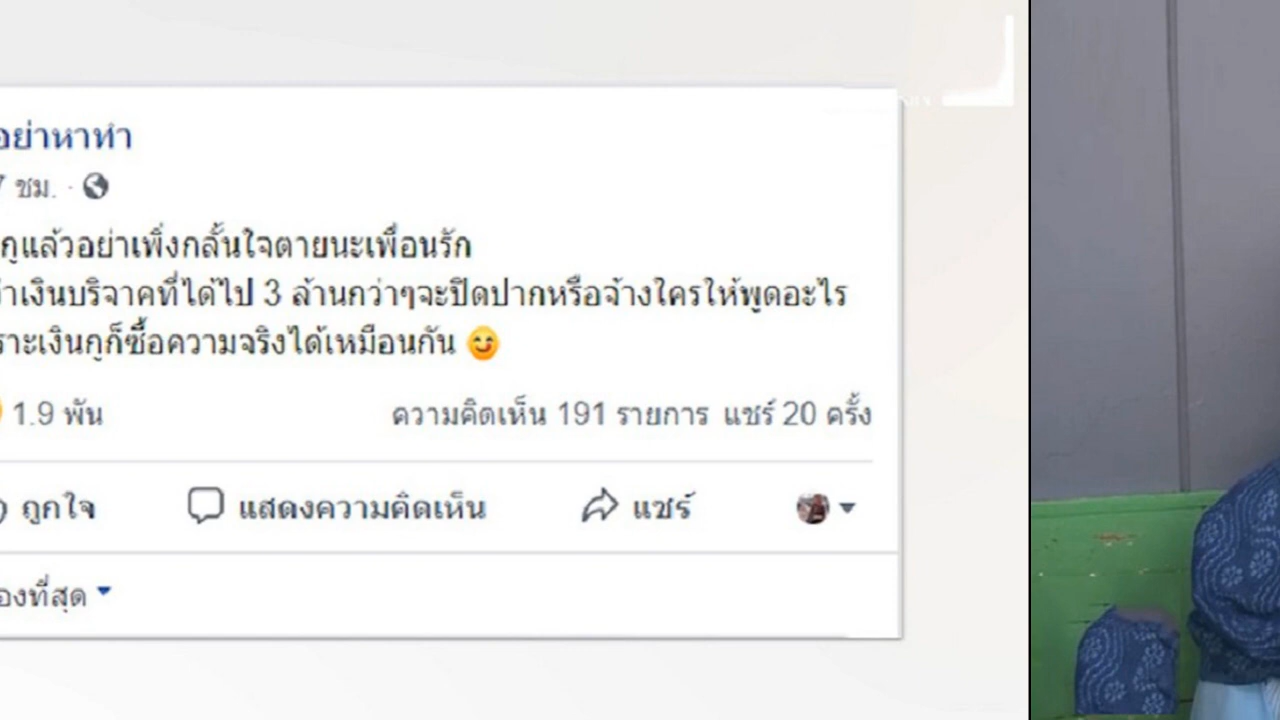 อย่าหาทำ
7 ชม. ·
กูแล้วอย่าเพิ่งกลั้นใจตายนะเพื่อนรัก
ว่าเงินบริจาคที่ได้ไป 3 ล้านกว่าๆจะปิดปากหรือจ้างใครให้พูดอะไร
ราะเงินกูก็ซื้อความจริงได้เหมือนกัน 😊
1.9 พัน ความคิดเห็น 191 รายการ แชร์ 20 ครั้ง
ถูกใจ แสดงความคิดเห็น แชร์
องที่สุด